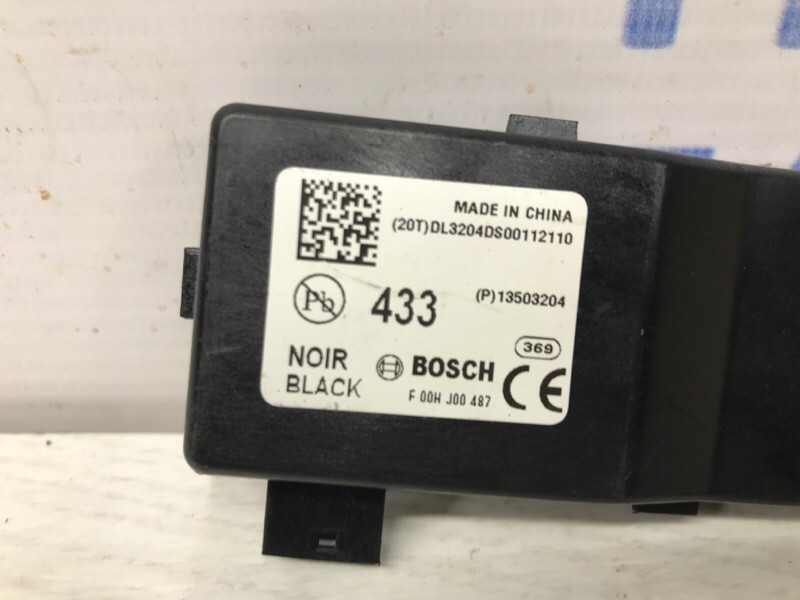 MADE IN CHINA
(20T)DL3204DS00112110
Pb
433
(P)13503204
369
NOIR
BLACK
BOSCH
CE
F 00H J00 487